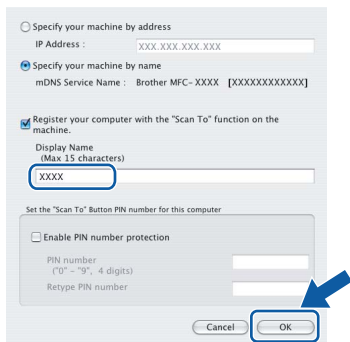 Specify your machine by address
IP Address : XXX.XXX.XXX.XXX
Specify your machine by name
mDNS Service Name : Brother MFC-XXXX [XXXXXXXXXXXX]
Register your computer with the "Scan To" function on the
machine.
Display Name
(Max 15 characters)
XXXX
Set the "Scan To" Button PIN number for this computer
Enable PIN number protection
PIN number
("0" – "9", 4 digits)
Retype PIN number
Cancel OK